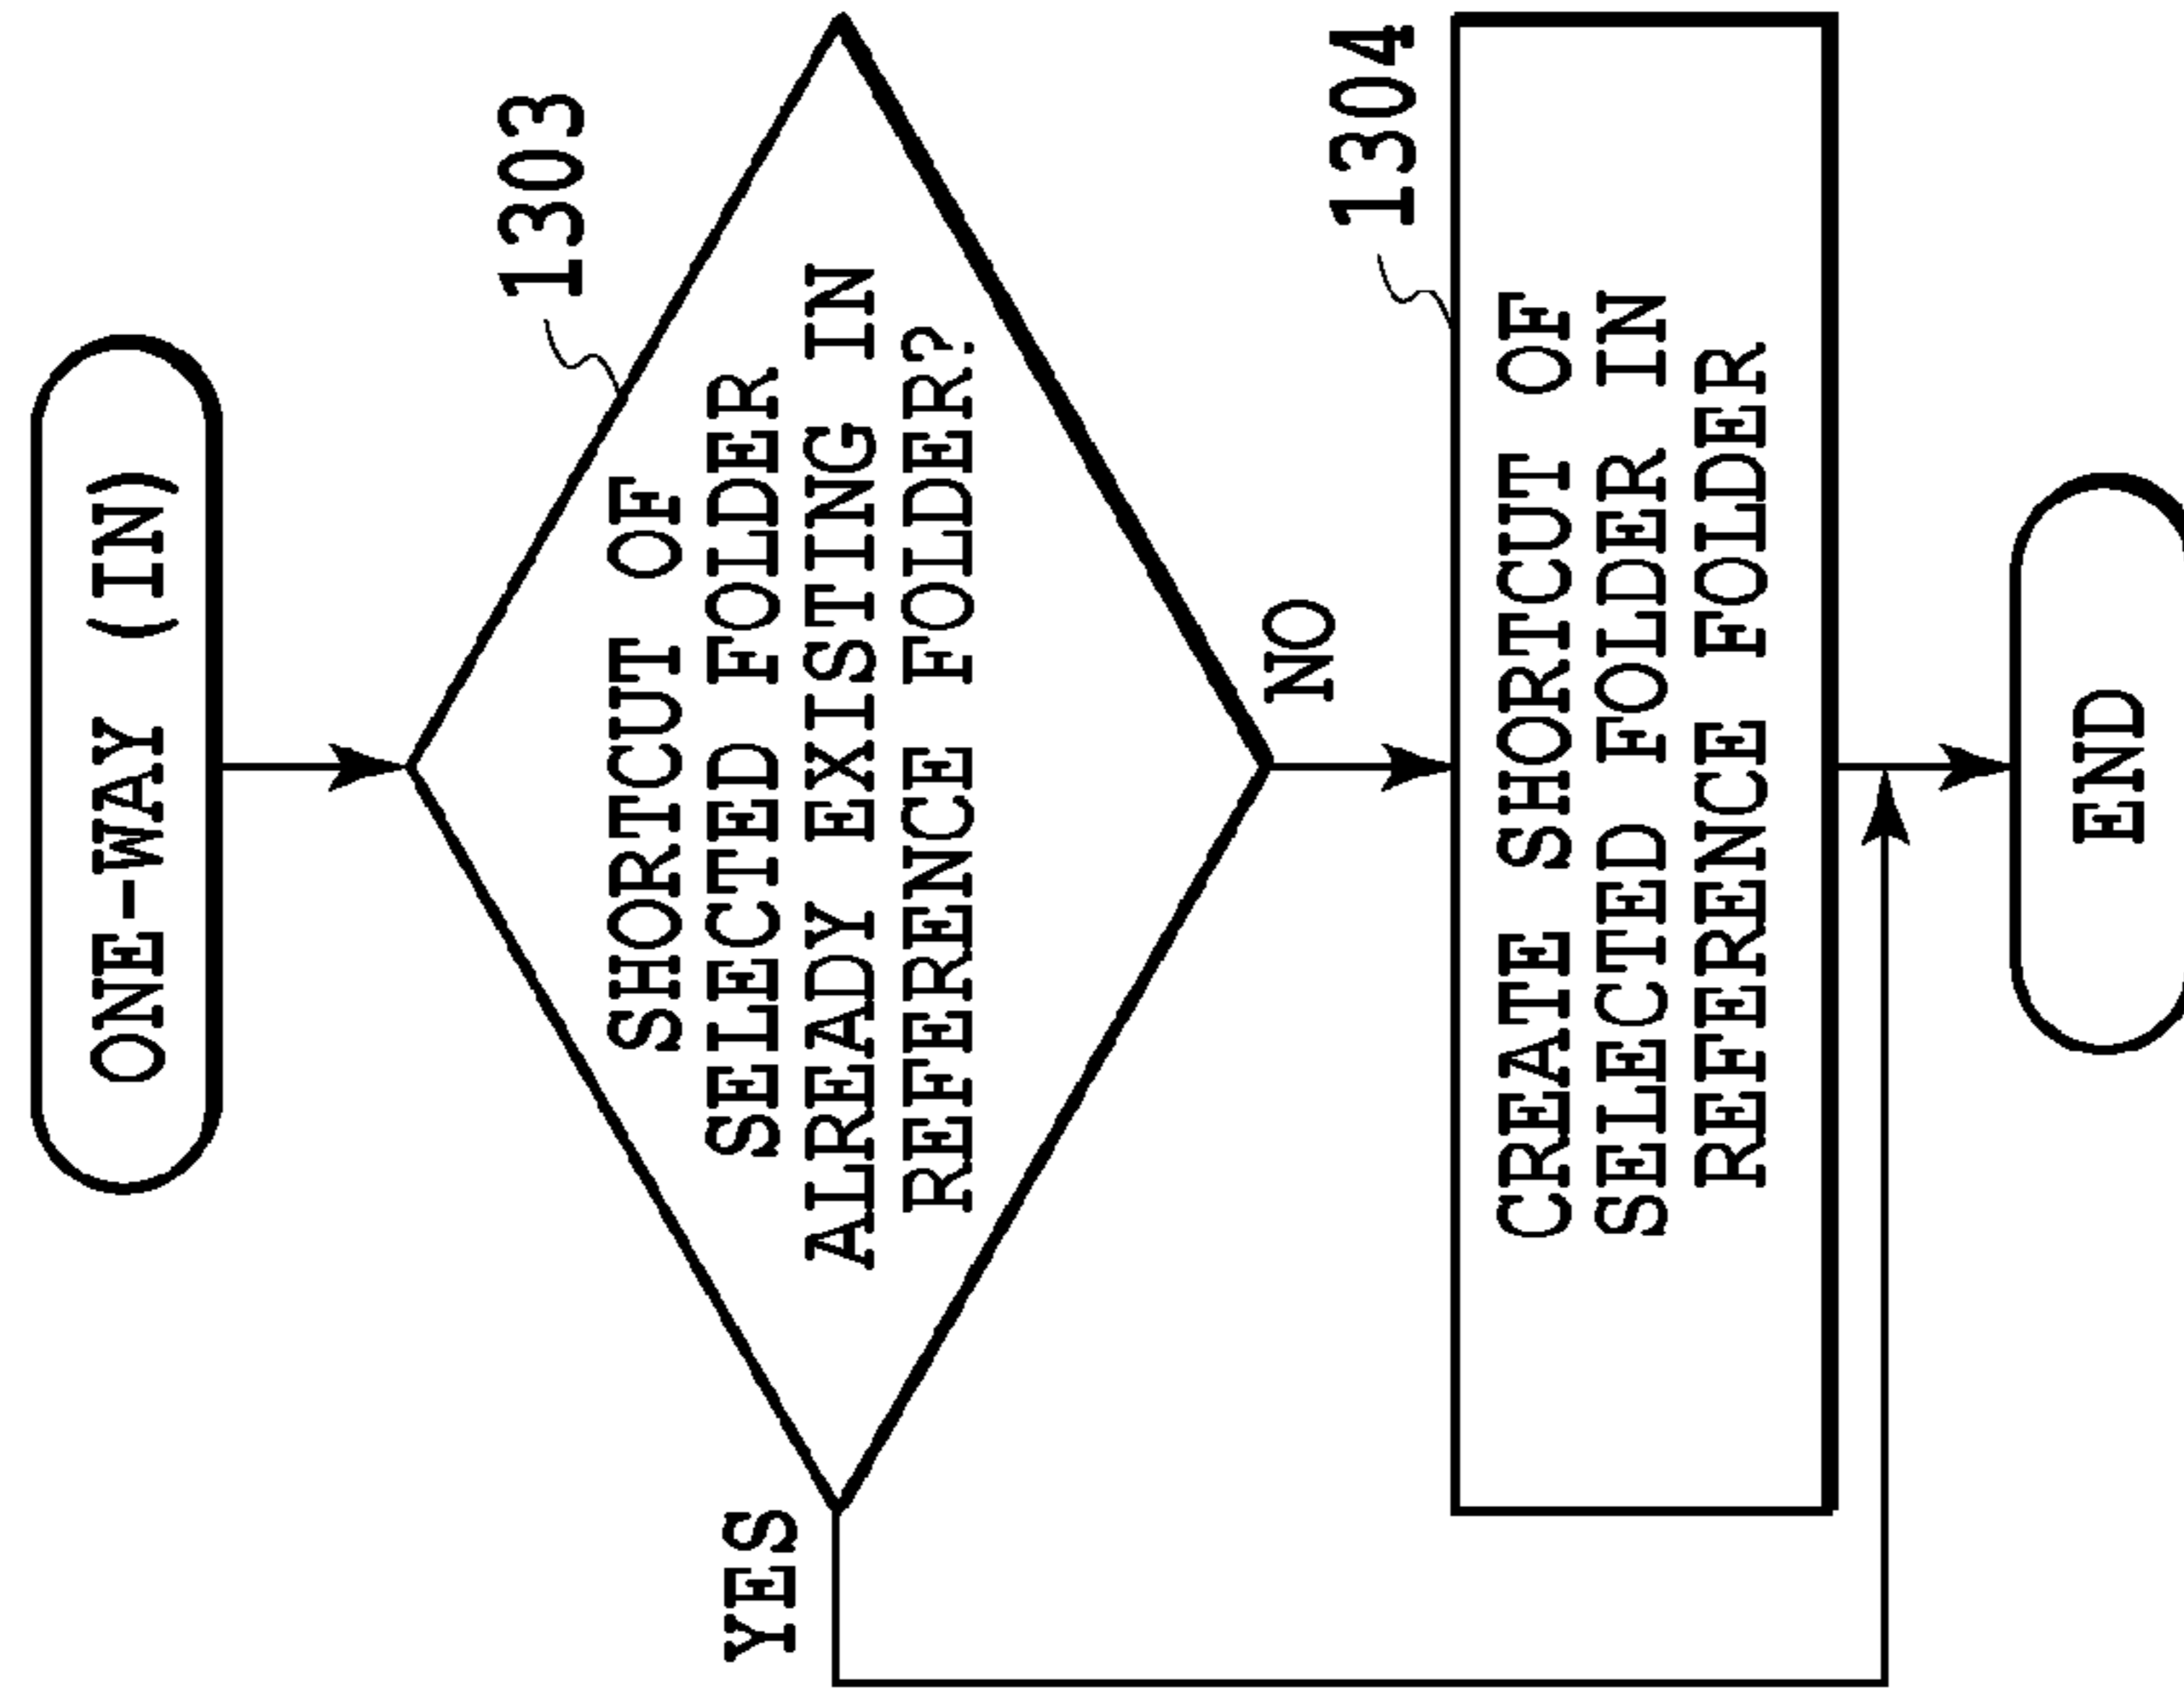 ONE-WAY (IN)
1303
SHORTCUT OF
SELECTED FOLDER
ALREADY EXISTING IN
REFERENCE FOLDER?
YES
NO
1304
CREATE SHORTCUT OF
SELECTED FOLDER IN
REFERENCE FOLDER
END